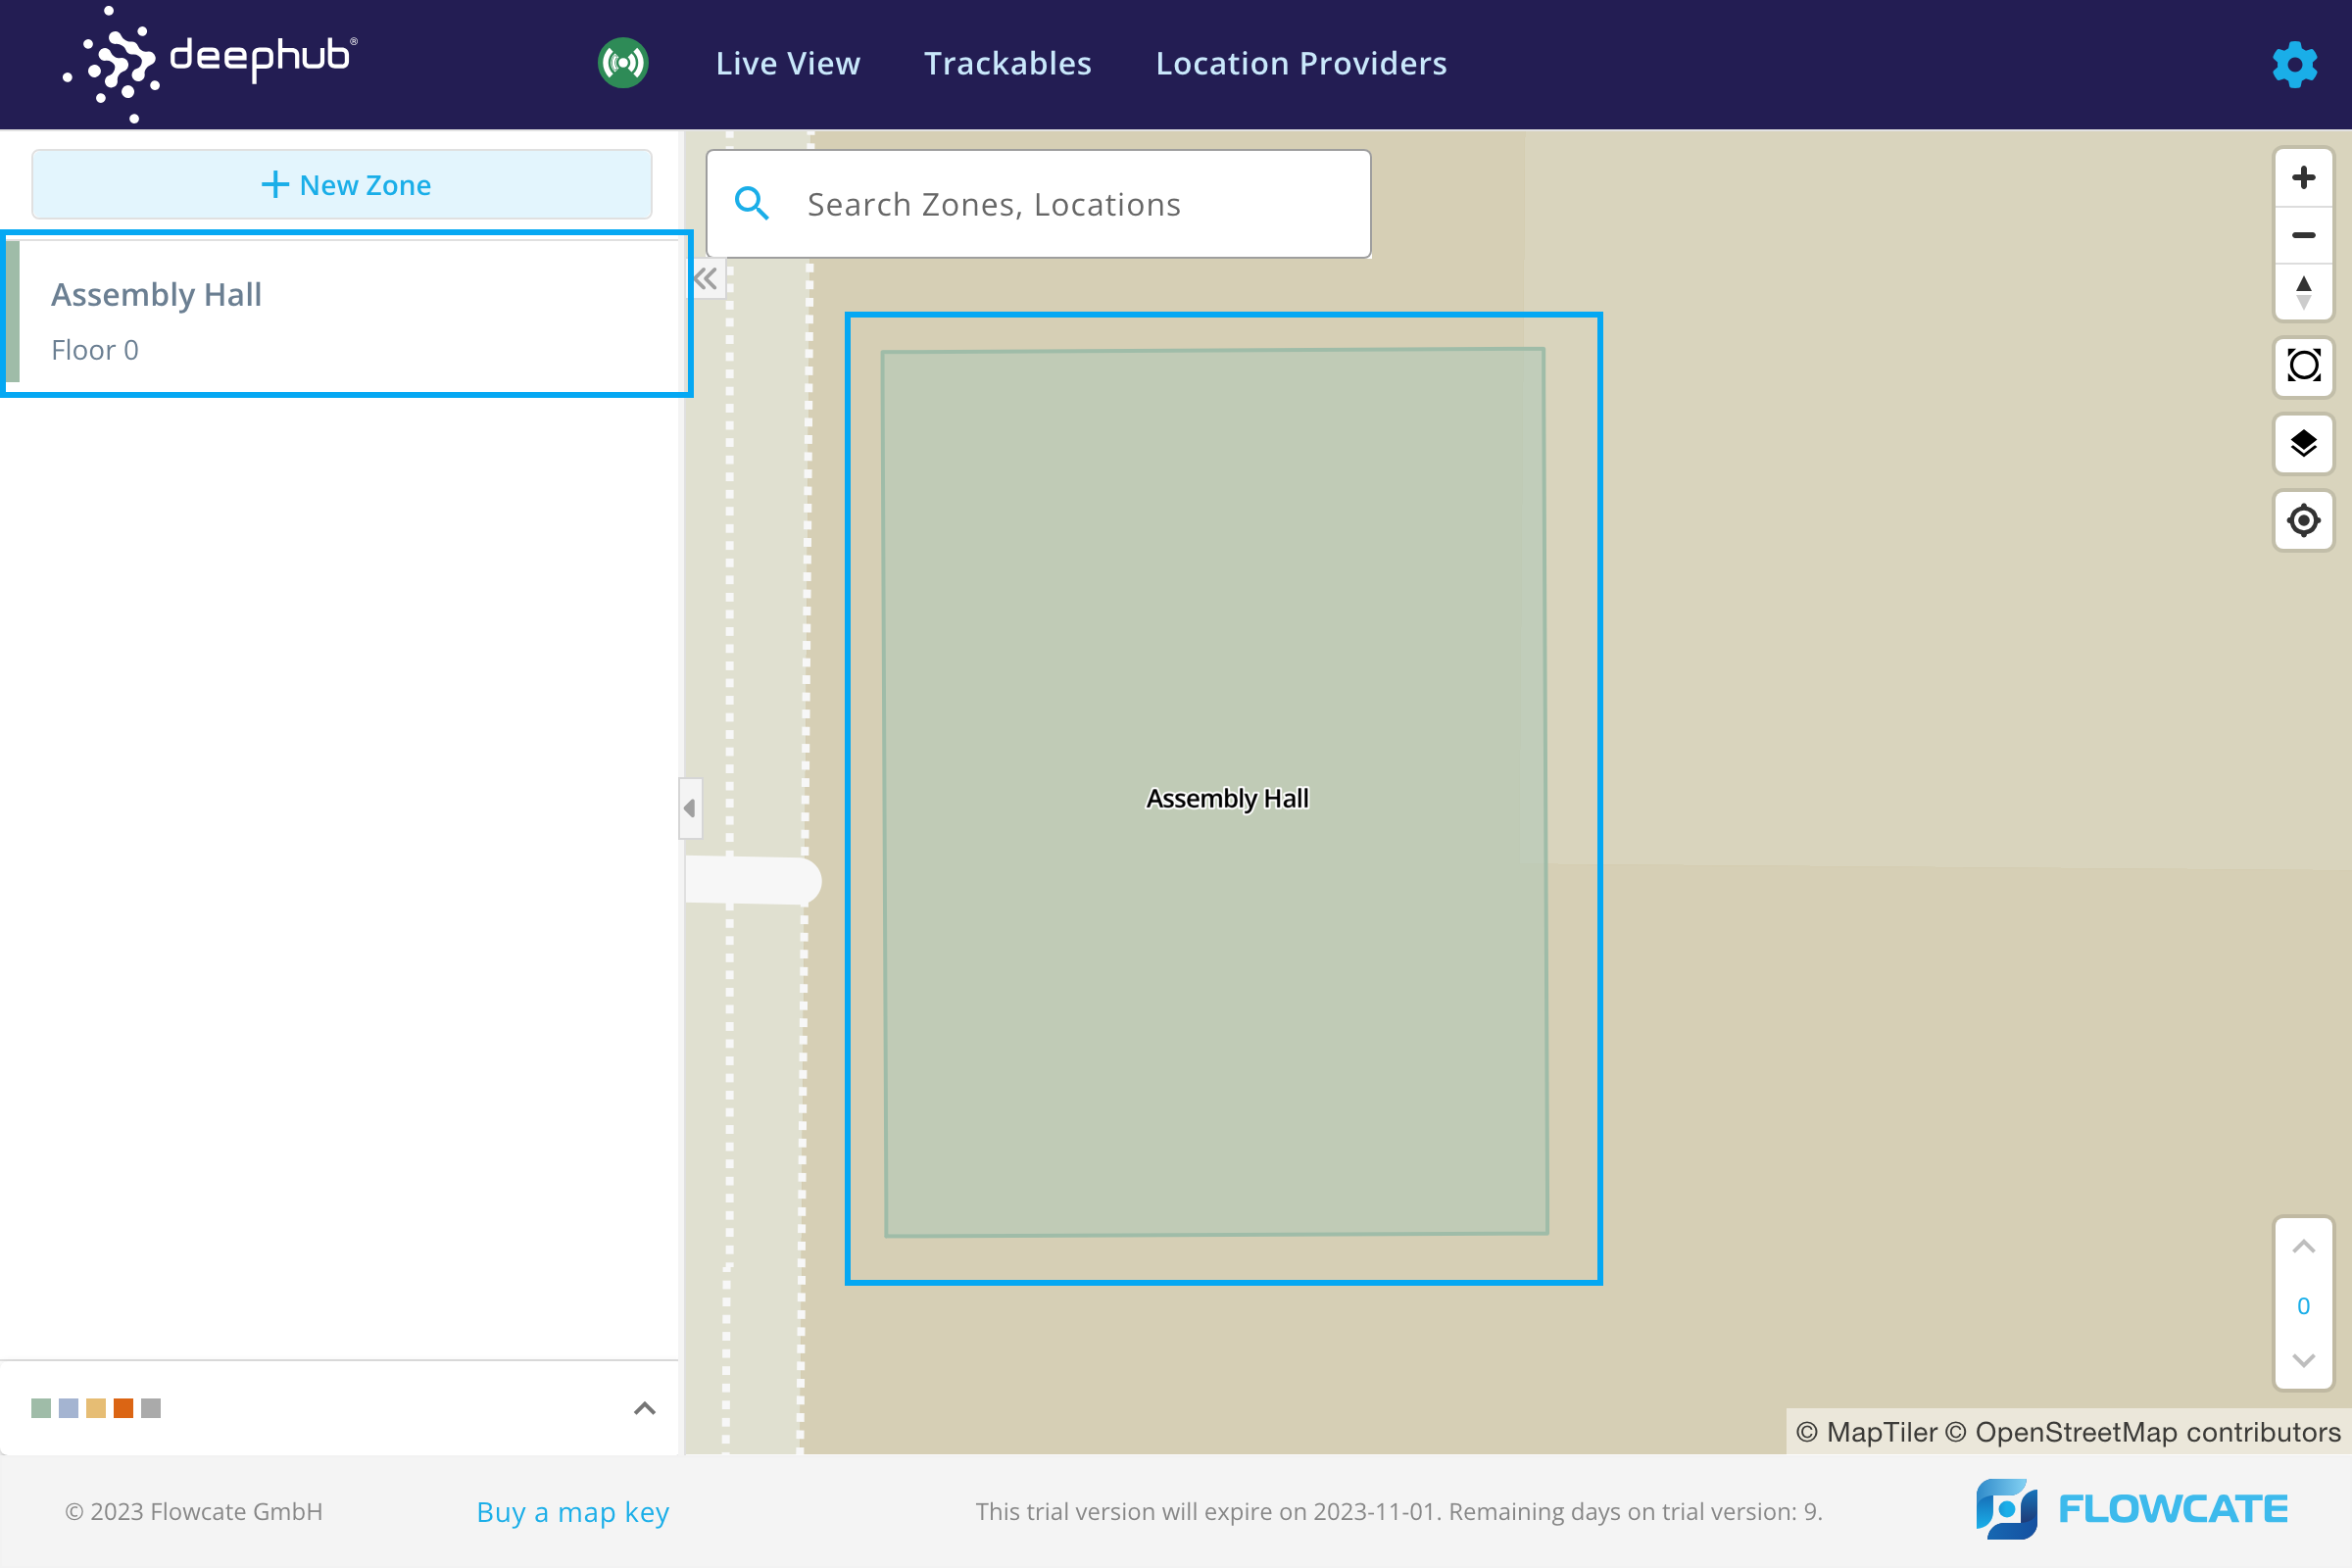 deephub®
Live View
Trackables
Location Providers
New Zone
Search Zones, Locations
Assembly Hall
Floor 0
Assembly Hall
0
© MapTiler © OpenStreetMap contributors
© 2023 Flowcate GmbH
Buy a map key
This trial version will expire on 2023-11-01. Remaining days on trial version: 9.
FLOWCATE